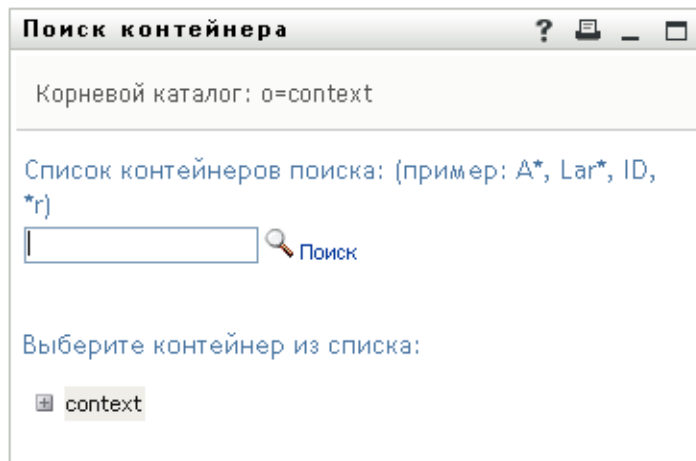 Поиск контейнера ?
Корневой каталог: o=context
Список контейнеров поиска: (пример: A*, Lar*, ID,
*r)
Поиск
Выберите контейнер из списка:
context